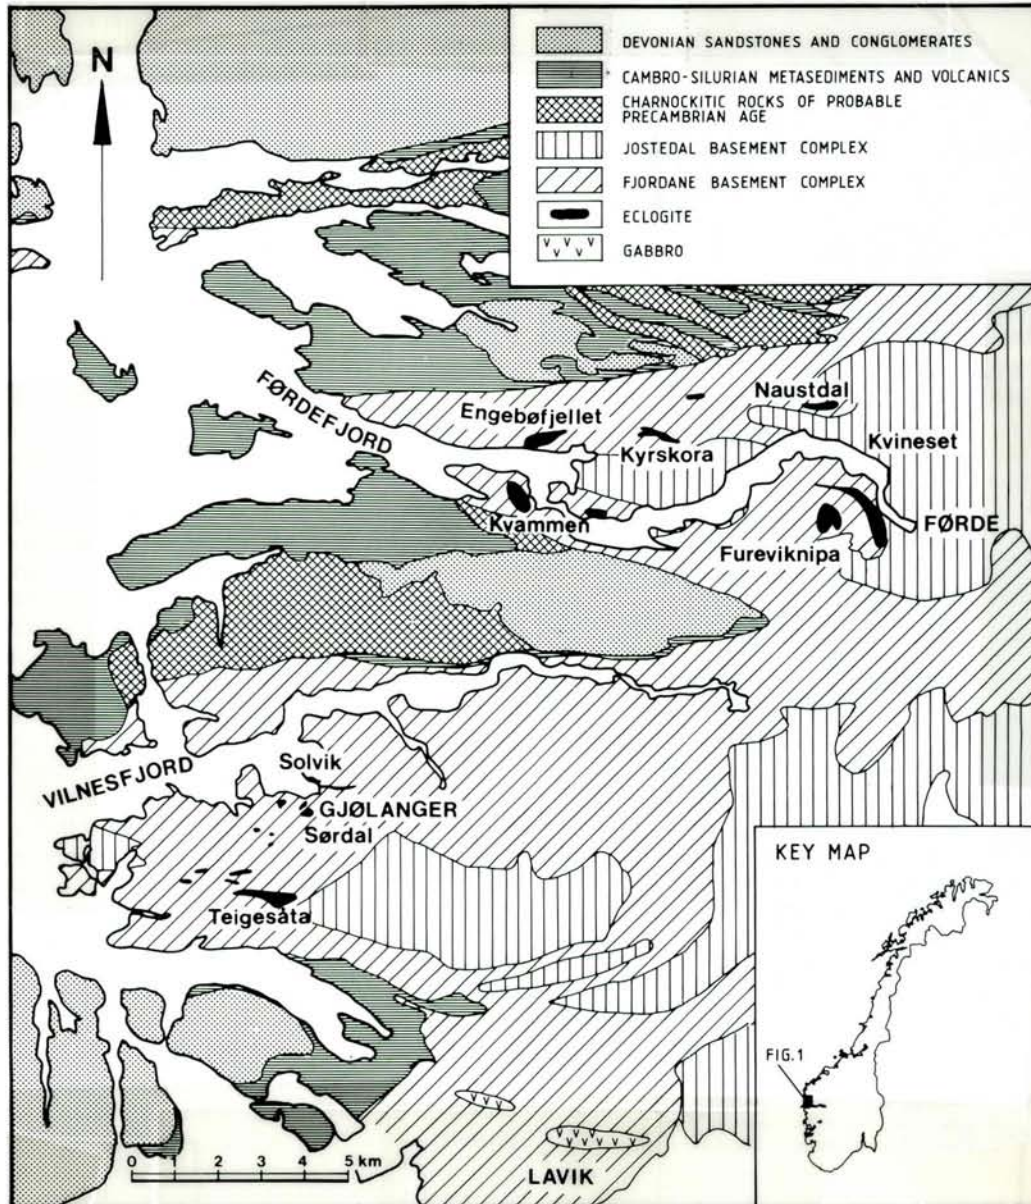 N
DEVONIAN SANDSTONES AND CONGLOMERATES
CAMBRO-SILURIAN METASEDIMENTS AND VOLCANICS
CHARNOCKITIC ROCKS OF PROBABLE
PRECAMBRIAN AGE
JOSTEDAL BASEMENT COMPLEX
FJORDANE BASEMENT COMPLEX
ECLOGITE
V V V V V
GABBRO
FØRDEFJORD
Engebøfjellet
Naustdal
Kyrskora
Kvineset
Kvammen
FØRDE
Fureviknipa
VILNESFJORD
Solvik
GJØLANGER
Sørdal
Teigesåta
KEY MAP
FIG.1
0 1 2 3 4 5 km
LAVIK